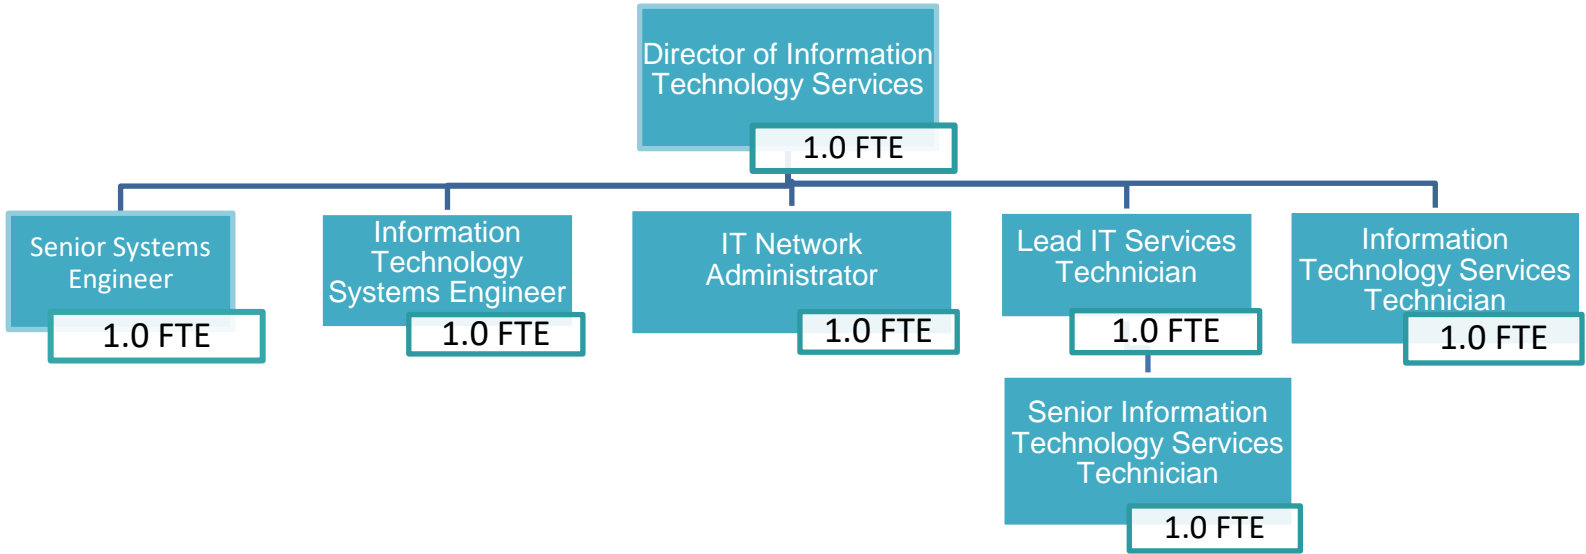 Director of Information
Technology Services
1.0 FTE
Senior Systems
Engineer
1.0 FTE
Information
Technology
Systems Engineer
1.0 FTE
IT Network
Administrator
1.0 FTE
Lead IT Services
Technician
1.0 FTE
Information
Technology Services
Technician
1.0 FTE
Senior Information
Technology Services
Technician
1.0 FTE